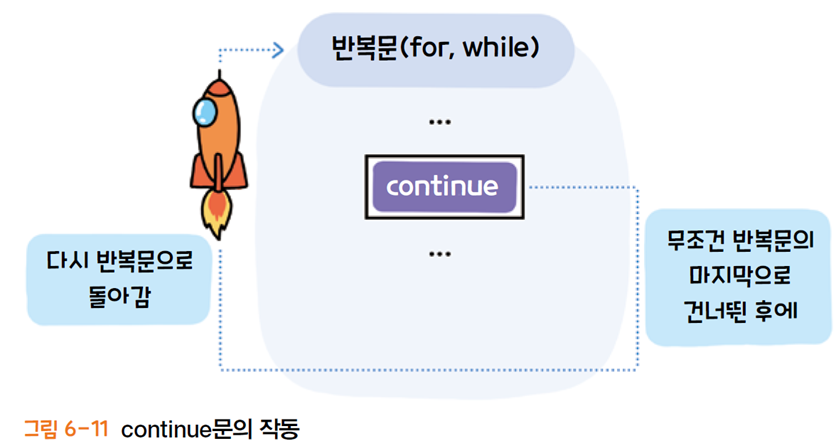 반복문(for, while)
...
continue
...
다시 반복문으로
돌아감
무조건 반복문의
마지막으로
건너뛴 후에
그림 6-11 continue문의 작동